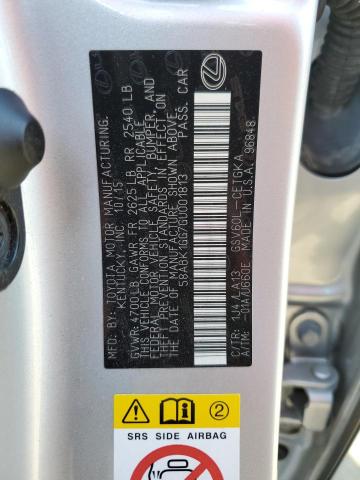 MFD. BY: TOYOTA MOTOR MANUFACTURING,
KENTUCKY, INC. 10/15
GVWR: 4700LB GAWR FR 2625 LB RR 2540 LB
THIS VEHICLE CONFORMS TO ALL APPLICABLE
FEDERAL MOTOR VEHICLE SAFETY, BUMPER, AND
THEFT PREVENTION STANDARDS IN EFFECT ON
THE DATE OF MANUFACTURE SHOWN ABOVE.
58ABK1GG7GU001813 PASS. CAR
C/TR: 1J4/LA13 GSV60L-CETGKA
A/TM: -01A/U660E MADE IN U.S.A. 96848
2
SRS SIDE AIRBAG